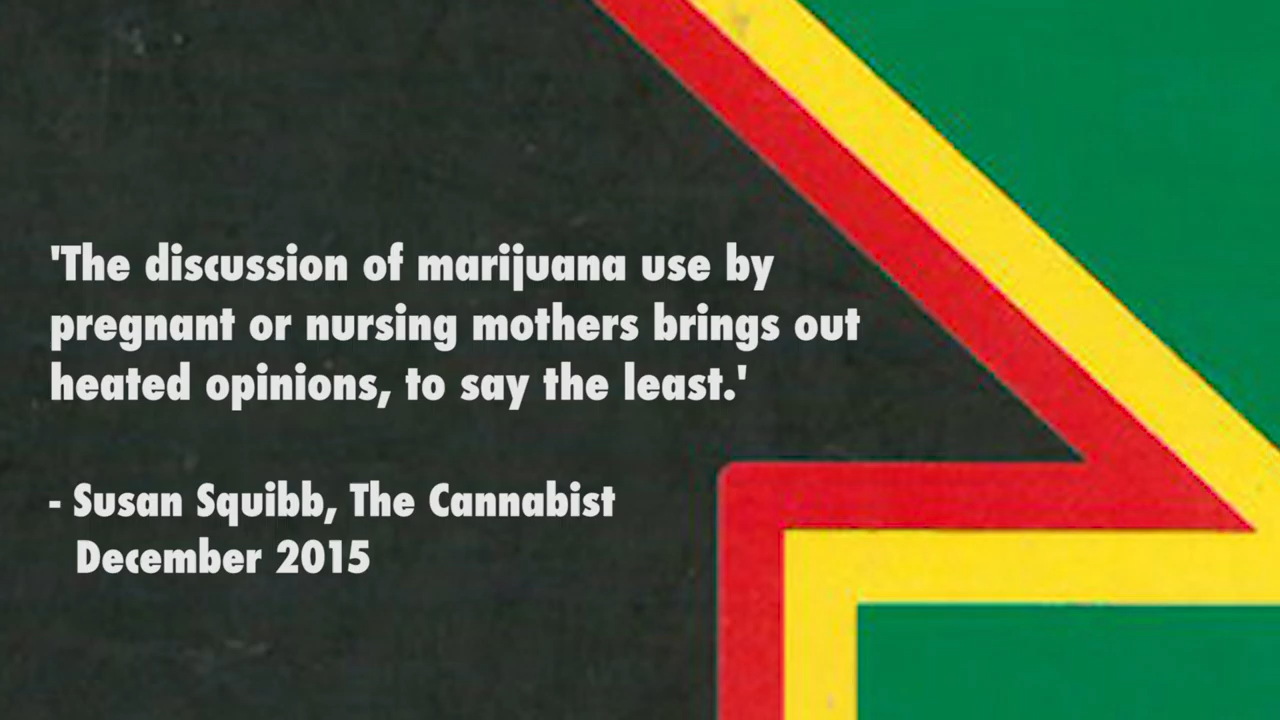 'The discussion of marijuana use by
pregnant or nursing mothers brings out
heated opinions, to say the least.'
- Susan Squibb, The Cannabist
December 2015